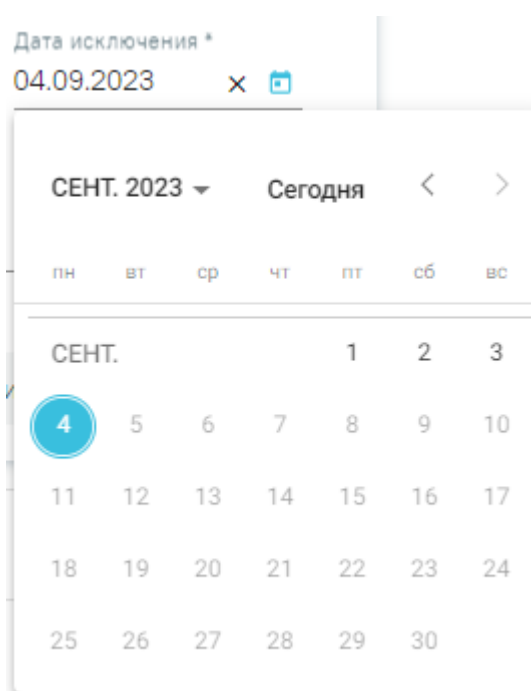 Дата исключения *
04.09.2023
СЕНТ. 2023 Сегодня
пн вт ср чт пт сб вс
СЕНТ. 1 2 3
4 5 6 7 8 9 10
11 12 13 14 15 16 17
18 19 20 21 22 23 24
25 26 27 28 29 30